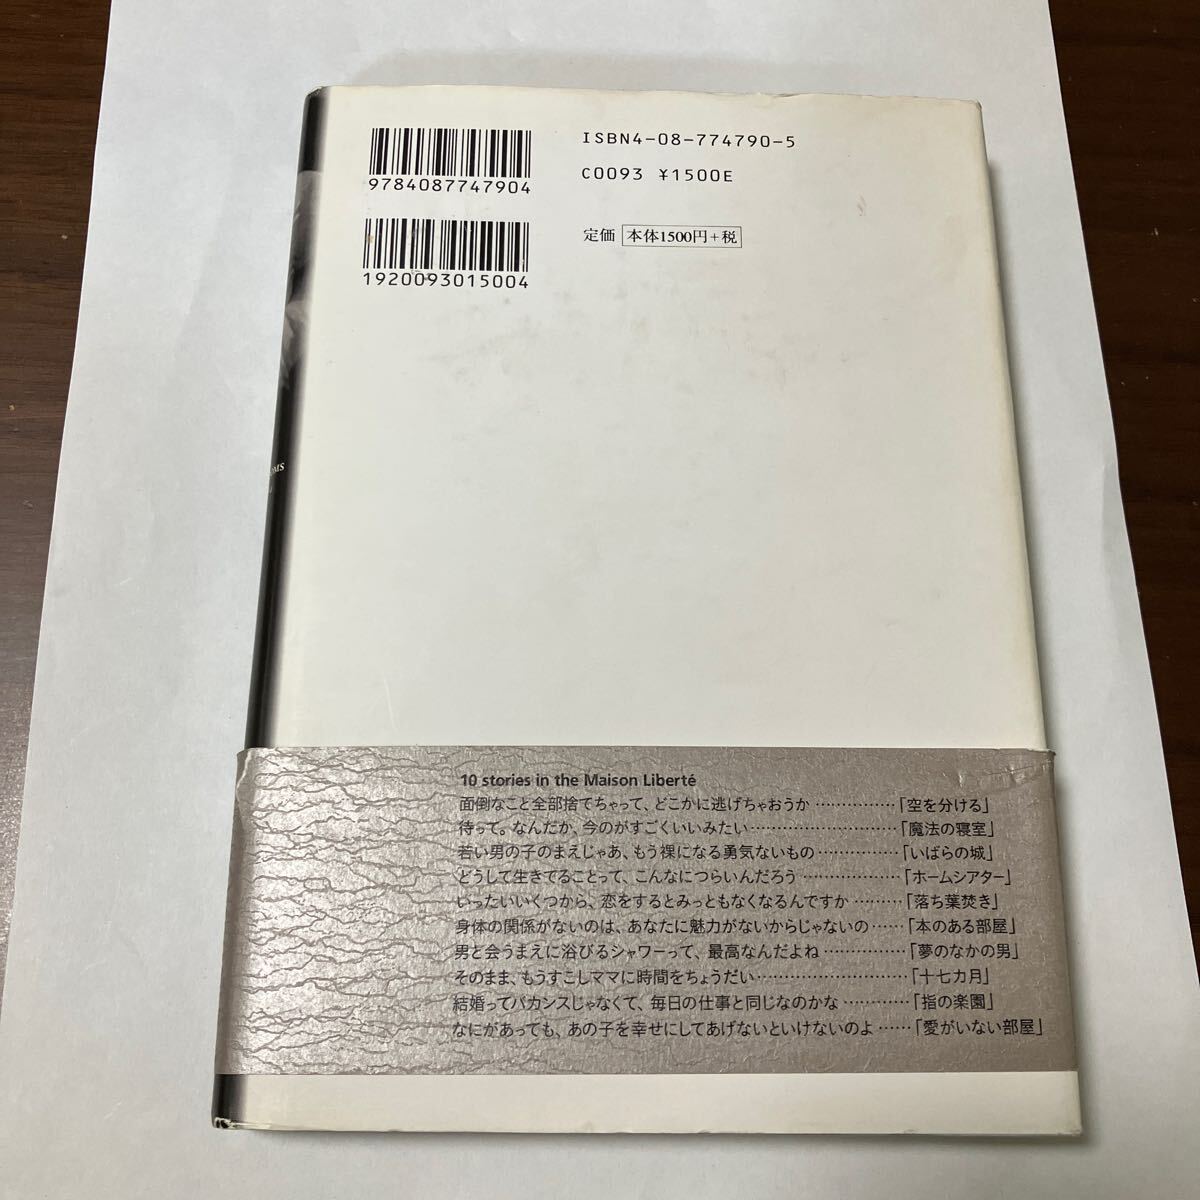 ISBN4-08-774790-5
9784087747904
C0093 ¥1500E
定価 本体1500円+税
1920093015004
OMS
10 stories in the Maison Liberté
面倒なこと全部捨てちゃって、どこかに逃げちゃおうか ……………「空を分ける」
待って。なんだか、今のがすごくいいみたい………………………「魔法の寝室」
若い男の子のまえじゃあ、もう裸になる勇気ないもの……………「いばらの城」
どうして生きてることって、こんなにつらいんだろう ………………「ホームシアター」
いったいいくつから、恋をするとみっともなくなるんですか ………「落ち葉焚き」
身体の関係がないのは、あなたに魅力がないからじゃないの……「本のある部屋」
男と会うまえに浴びるシャワーって、最高なんだよね ……………「夢のなかの男」
そのまま、もうすこしママに時間をちょうだい………………………「十七カ月」
結婚ってバカンスじゃなくて、毎日の仕事と同じなのかな …………「指の楽園」
なにがあっても、あの子を幸せにしてあげないといけないのよ ……「愛がいない部屋」